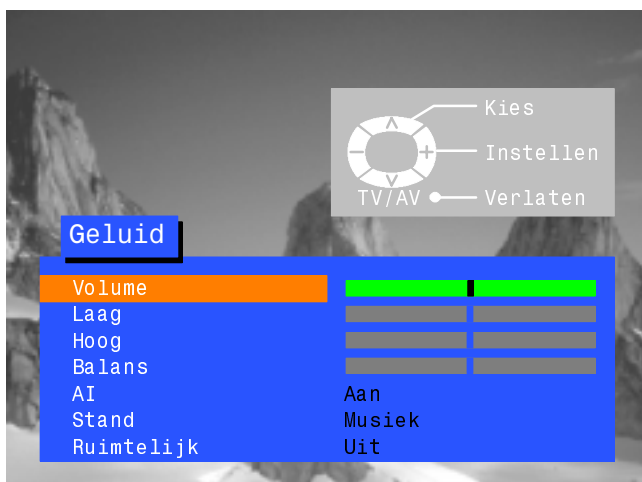 Kies
Instellen
TV/AV Verlaten
Geluid
Volume
Laag
Hoog
Balans
AI Aan
Stand Musiek
Ruimtelijk Uit